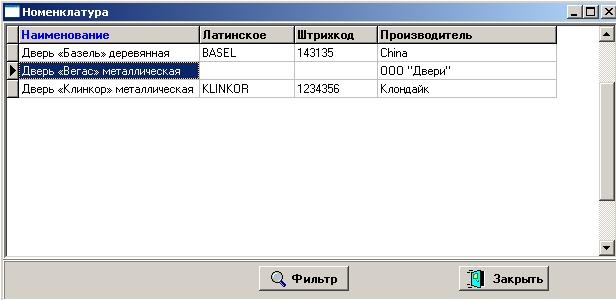 Номенклатура
Наименование Латинское Штрихкод Производитель
Дверь «Базель» деревянная BASEL 143135 China
Дверь «Вегас» металлическая ООО "Двери"
Дверь «Клинкор» металлическая KLINKOR 1234356 Клондайк
Фильтр Закрыть